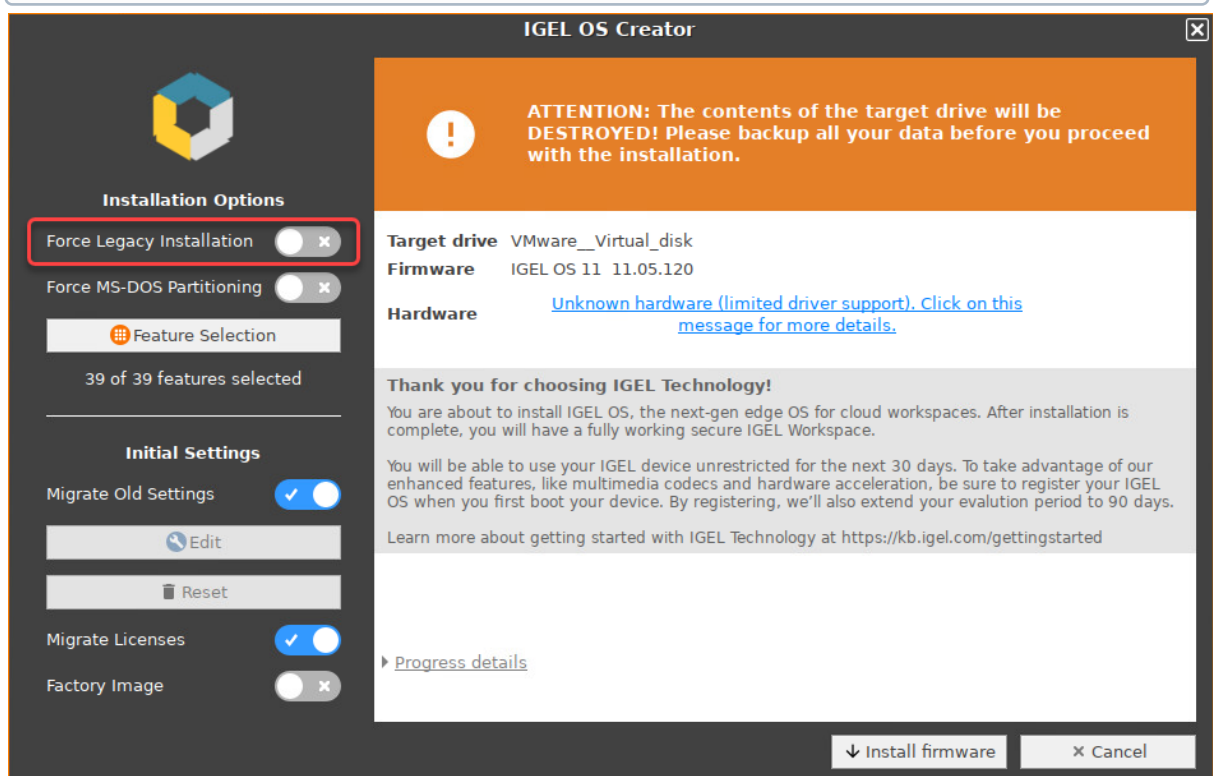 IGEL OS Creator
ATTENTION: The contents of the target drive will be
DESTROYED! Please backup all your data before you proceed
with the installation.
Installation Options
Force Legacy Installation
Force MS-DOS Partitioning
Feature Selection
39 of 39 features selected
Initial Settings
Migrate Old Settings
Edit
Reset
Migrate Licenses
Factory Image
Target drive VMware__Virtual_disk
Firmware IGEL OS 11 11.05.120
Hardware Unknown hardware (limited driver support). Click on this
message for more details.
Thank you for choosing IGEL Technology!
You are about to install IGEL OS, the next-gen edge OS for cloud workspaces. After installation is
complete, you will have a fully working secure IGEL Workspace.
You will be able to use your IGEL device unrestricted for the next 30 days. To take advantage of our
enhanced features, like multimedia codecs and hardware acceleration, be sure to register your IGEL
OS when you first boot your device. By registering, we’ll also extend your evalution period to 90 days.
Learn more about getting started with IGEL Technology at https://kb.igel.com/gettingstarted
Progress details
Install firmware
Cancel